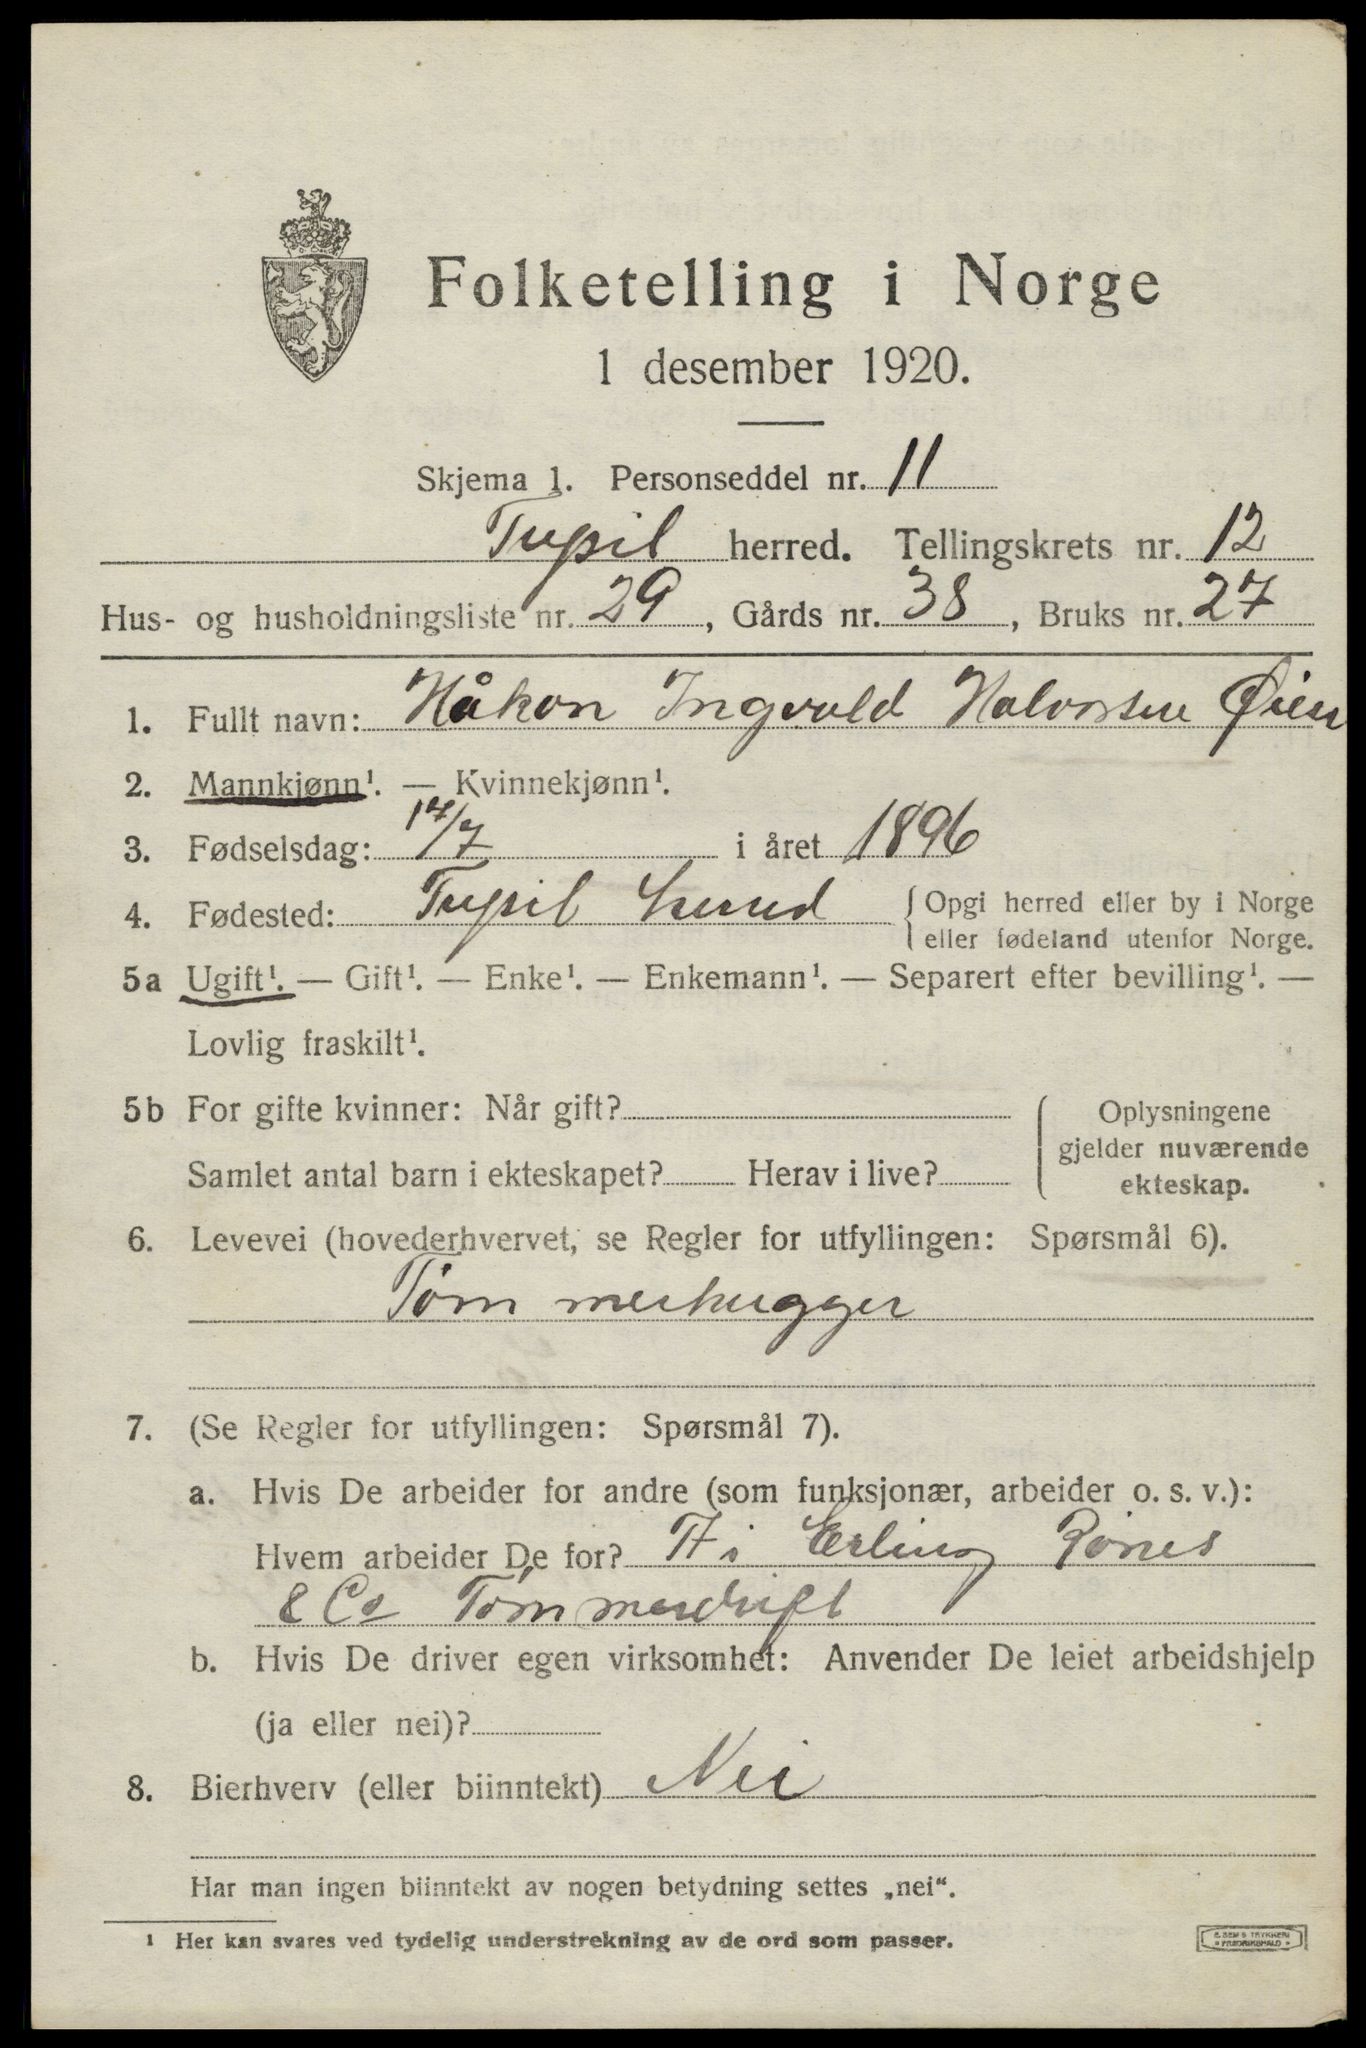 Folketelling i Norge
1 desember 1920.
Skjema 1. Personseddel nr. 11
Trysil herred. Tellingskrets nr. 12
Hus- og husholdningsliste nr. 29, Gårds nr. 38, Bruks nr. 27
1. Fullt navn: Håkon Ingvald Halvorsen Øien
2. Mannkjønn¹. — Kvinnekjønn¹.
3. Fødselsdag: 17/7 i året 1896
4. Fødested: Trysil herred { Opgi herred eller by i Norge
eller fødeland utenfor Norge.
5a Ugift¹. — Gift¹. — Enke¹. — Enkemann¹. — Separert efter bevilling¹. —
Lovlig fraskilt¹.
5b For gifte kvinner: Når gift?
Samlet antal barn i ekteskapet? Herav i live?
Oplysningene
gjelder nuværende
ekteskap.
6. Levevei (hovederhvervet, se Regler for utfyllingen: Spørsmål 6).
Tømmerhugger
7. (Se Regler for utfyllingen: Spørsmål 7).
a. Hvis De arbeider for andre (som funksjonær, arbeider o. s. v.):
Hvem arbeider De for? Erling Rönes
& Co Tømmerdrift
b. Hvis De driver egen virksomhet: Anvender De leiet arbeidshjelp
(ja eller nei)?
8. Bierhverv (eller biinntekt) Nei
Har man ingen biinntekt av nogen betydning settes „nei“.
¹ Her kan svares ved tydelig understrekning av de ord som passer.
E. SEM'S TRYKKERI
* FREDRIKSHALD *